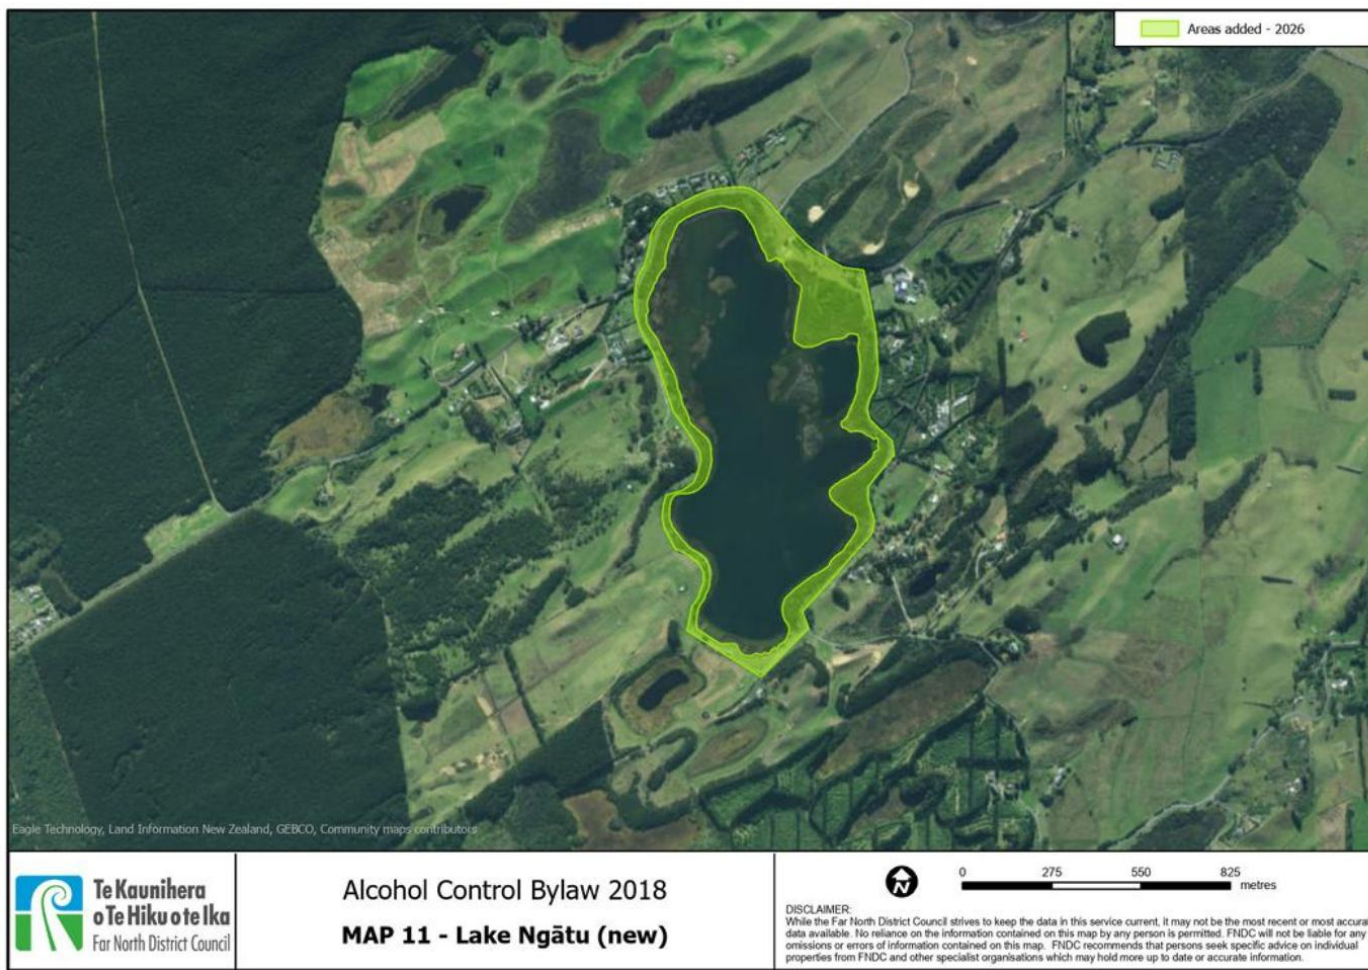 Areas added - 2026
Eagle Technology, Land Information New Zealand, GEBCO, Community maps contributors
Te Kaunihera
o Te Hiku o te Ika
Far North District Council
Alcohol Control Bylaw 2018
MAP 11 - Lake Ngātu (new)
N
0 275 550 825
metres
DISCLAIMER:
While the Far North District Council strives to keep the data in this service current, it may not be the most recent or most accura
data available. No reliance on the information contained on this map by any person is permitted. FNDC will not be liable for any
omissions or errors of information contained on this map. FNDC recommends that persons seek specific advice on individual
properties from FNDC and other specialist organisations which may hold more up to date or accurate information.